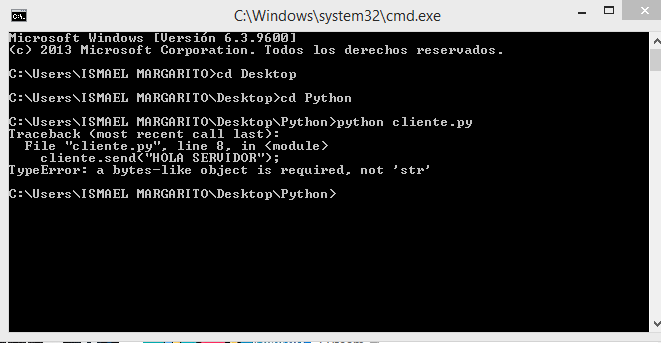 C:\Windows\system32\cmd.exe
Microsoft Windows [Versión 6.3.9600]
(c) 2013 Microsoft Corporation. Todos los derechos reservados.
C:\Users\ISMAEL MARGARITO>cd Desktop
C:\Users\ISMAEL MARGARITO\Desktop>cd Python
C:\Users\ISMAEL MARGARITO\Desktop\Python>python cliente.py
Traceback (most recent call last):
  File "cliente.py", line 8, in <module>
    cliente.send("HOLA SERVIDOR");
TypeError: a bytes-like object is required, not 'str'
C:\Users\ISMAEL MARGARITO\Desktop\Python>